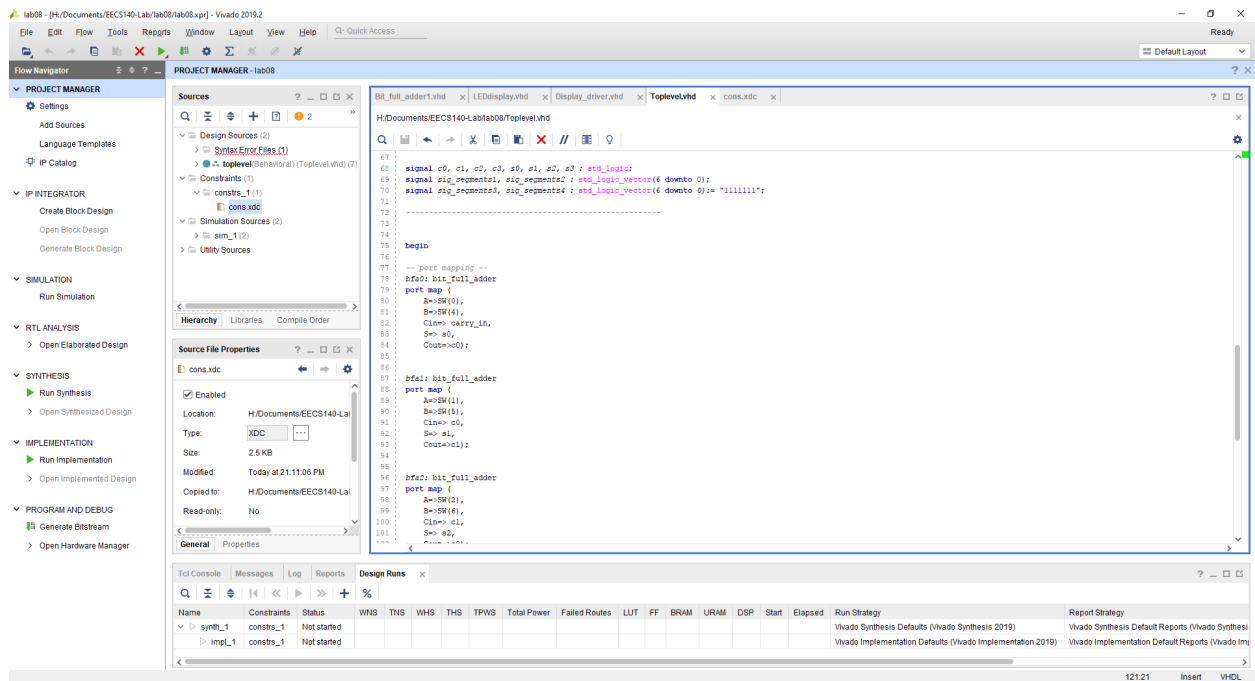 lab08 - [H:/Documents/EECS140-Lab/lab08/lab08.xpr] - Vivado 2019.2
File Edit Flow Tools Reports Window Layout View Help Quick Access
Ready
Default Layout
Flow Navigator
PROJECT MANAGER - lab08
PROJECT MANAGER
Settings
Add Sources
Language Templates
IP Catalog
IP INTEGRATOR
Create Block Design
Open Block Design
Generate Block Design
SIMULATION
Run Simulation
RTL ANALYSIS
Open Elaborated Design
SYNTHESIS
Run Synthesis
Open Synthesized Design
IMPLEMENTATION
Run Implementation
Open Implemented Design
PROGRAM AND DEBUG
Generate Bitstream
Open Hardware Manager
Sources
2
Design Sources (2)
Syntax Error Files (1)
toplevel(Behavioral) (Toplevel.vhd) (7)
Constraints (1)
constrs_1 (1)
cons.xdc
Simulation Sources (2)
sim_1 (2)
Utility Sources
Hierarchy Libraries Compile Order
Source File Properties
cons.xdc
Enabled
Location: H:/Documents/EECS140-Lal
Type: XDC
Size: 2.5 KB
Modified: Today at 21:11:06 PM
Copied to: H:/Documents/EECS140-Lal
Read-only: No
General Properties
Bit_full_adder1.vhd LEDdisplay.vhd Display_driver.vhd Toplevel.vhd cons.xdc
H:/Documents/EECS140-Lab/lab08/Toplevel.vhd
67
68 signal c0, c1, c2, c3, s0, s1, s2, s3 : std_logic;
69 signal sig_segments1, sig_segments2 : std_logic_vector(6 downto 0);
70 signal sig_segments3, sig_segments4 : std_logic_vector(6 downto 0):= "1111111";
71
72 --------------------------------------------------------
73
74
75 begin
76
77 -- port mapping --
78 bfa0: bit_full_adder
79 port map (
80 A=>SW(0),
81 B=>SW(4),
82 Cin=> carry_in,
83 S=> s0,
84 Cout=>c0);
85
86
87 bfa1: bit_full_adder
88 port map (
89 A=>SW(1),
90 B=>SW(5),
91 Cin=> c0,
92 S=> s1,
93 Cout=>c1);
94
95
96 bfa2: bit_full_adder
97 port map (
98 A=>SW(2),
99 B=>SW(6),
100 Cin=> c1,
101 S=> s2,
Tcl Console Messages Log Reports Design Runs
Name Constraints Status WNS TNS WHS THS TPWS Total Power Failed Routes LUT FF BRAM URAM DSP Start Elapsed Run Strategy Report Strategy
synth_1 constrs_1 Not started Vivado Synthesis Defaults (Vivado Synthesis 2019) Vivado Synthesis Default Reports (Vivado Synthesi
impl_1 constrs_1 Not started Vivado Implementation Defaults (Vivado Implementation 2019) Vivado Implementation Default Reports (Vivado Im
121:21 Insert VHDL